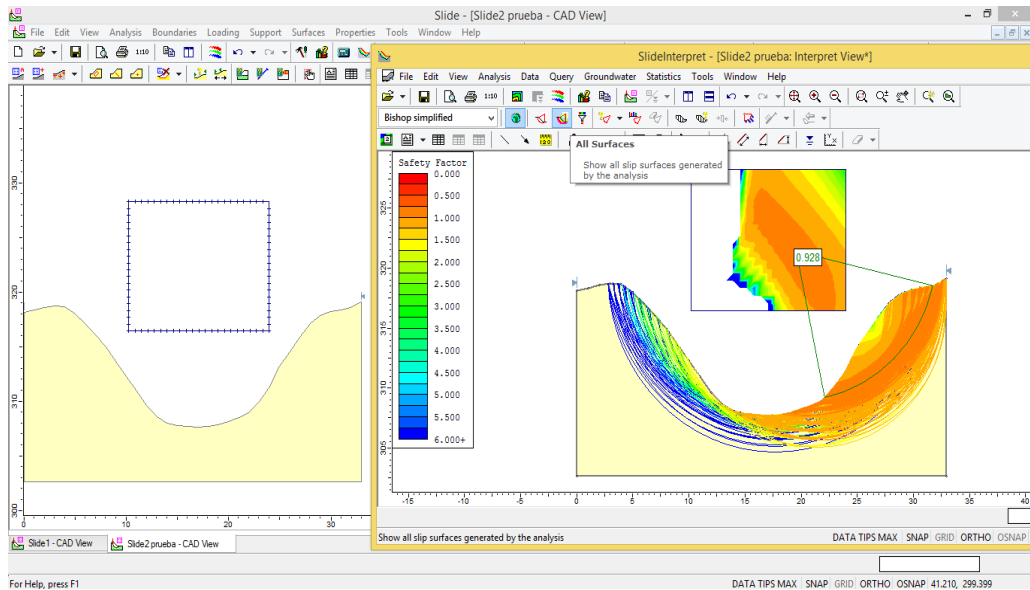 Slide - [Slide2 prueba - CAD View]
File Edit View Analysis Boundaries Loading Support Surfaces Properties Tools Window Help
1:10
SlideInterpret - [Slide2 prueba: Interpret View*]
File Edit View Analysis Data Query Groundwater Statistics Tools Window Help
1:10
Bishop simplified
All Surfaces
Show all slip surfaces generated
by the analysis
Safety Factor
0.000
0.500
1.000
1.500
2.000
2.500
3.000
3.500
4.000
4.500
5.000
5.500
6.000+
0.928
330
320
310
300
0 10 20 30
325
320
315
310
305
-15 -10 -5 0 5 10 15 20 25 30 35 40
Show all slip surfaces generated by the analysis
DATA TIPS MAX SNAP GRID ORTHO OSNAP
Slide1 - CAD View
Slide2 prueba - CAD View
For Help, press F1
DATA TIPS MAX SNAP GRID ORTHO OSNAP 41.210, 299.399